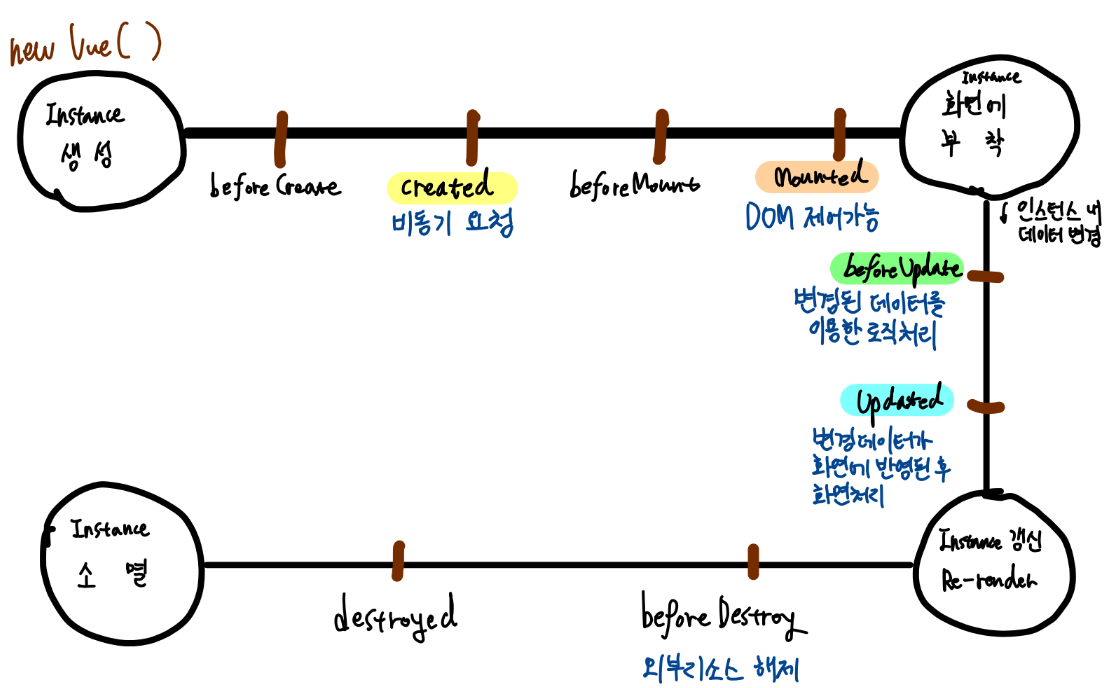 new Vue( )
Instance
생 성
beforeCreate
created
비동기 요청
beforeMount
Mounted
DOM 제어가능
Instance
화면에
부 착
↓ 인스턴스 내
데이터 변경
beforeUpdate
변경된 데이터를
이용한 로직처리
Updated
변경데이터가
화면에 반영된 후
화면처리
Instance 갱신
Re-render
beforeDestroy
외부리소스 해제
destroyed
Instance
소 멸